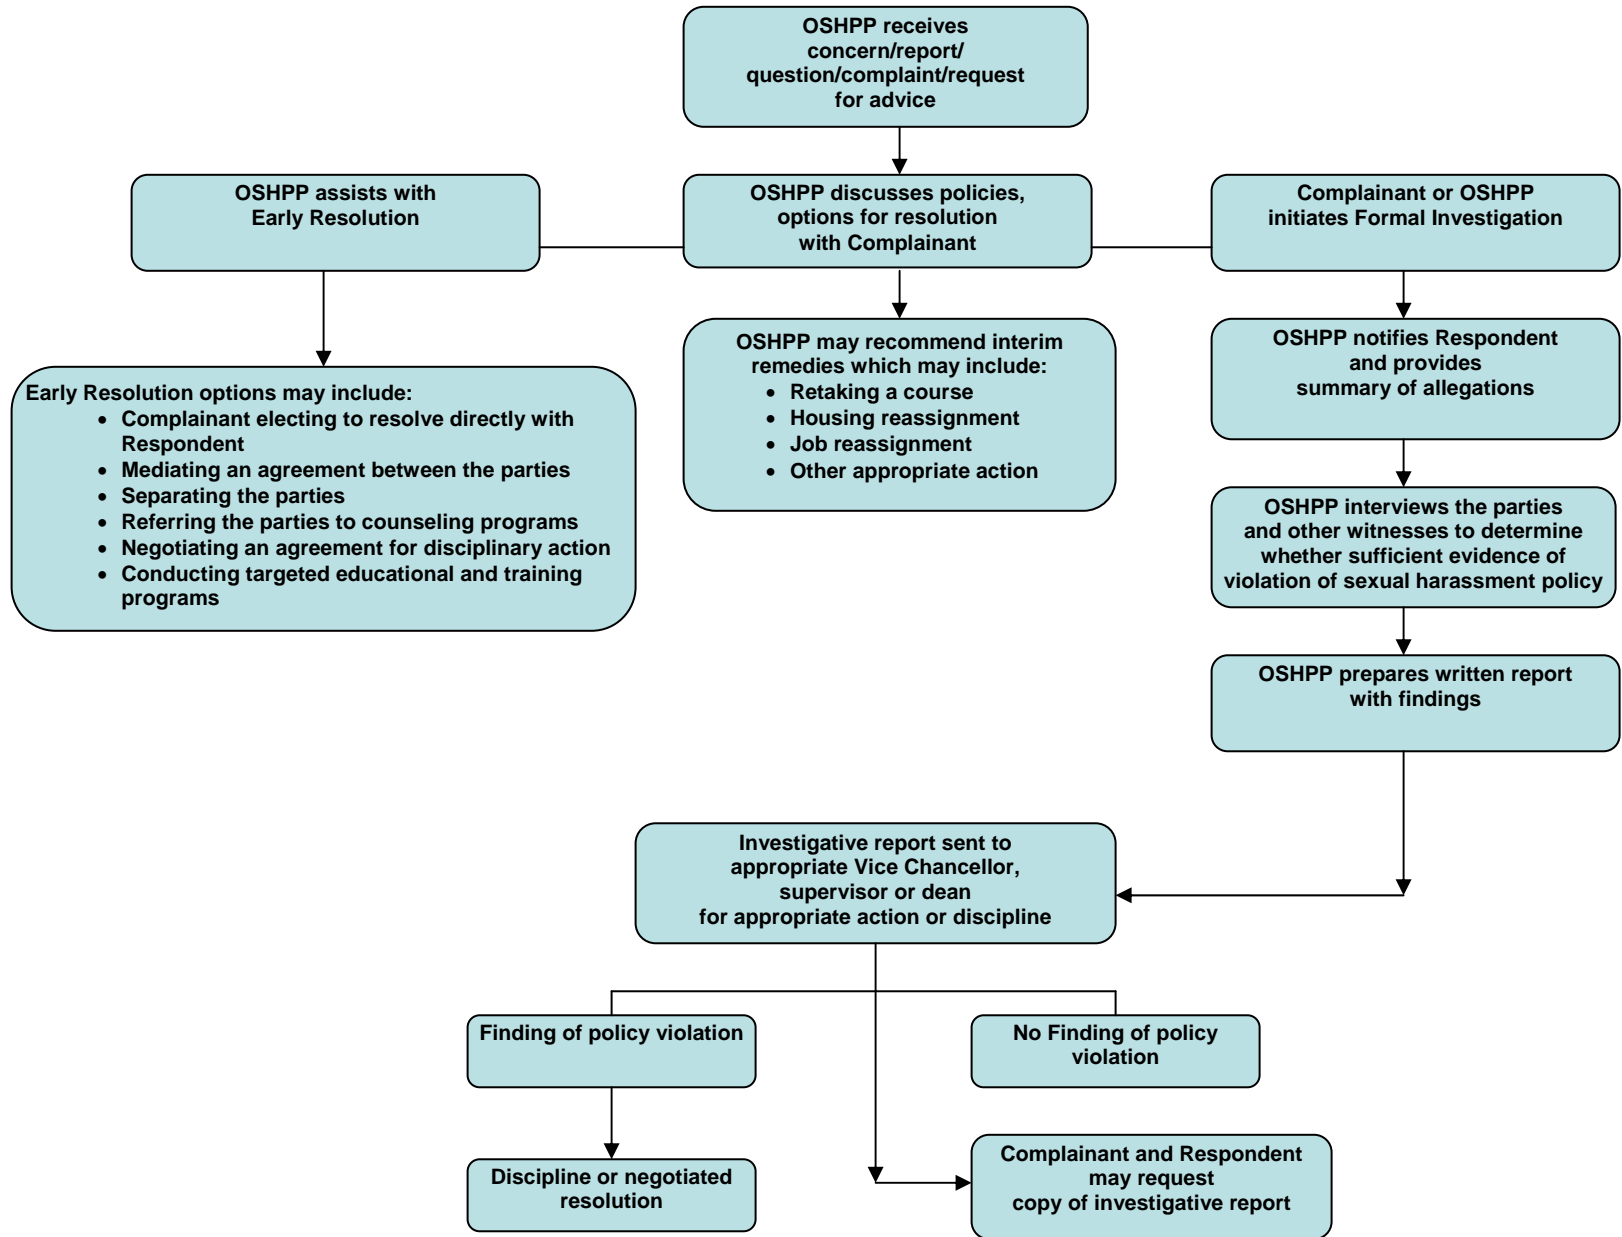 OSHPP receives
concern/report/
question/complaint/request
for advice
OSHPP assists with
Early Resolution
OSHPP discusses policies,
options for resolution
with Complainant
Complainant or OSHPP
initiates Formal Investigation
Early Resolution options may include:
• Complainant electing to resolve directly with
Respondent
• Mediating an agreement between the parties
• Separating the parties
• Referring the parties to counseling programs
• Negotiating an agreement for disciplinary action
• Conducting targeted educational and training
programs
OSHPP may recommend interim
remedies which may include:
• Retaking a course
• Housing reassignment
• Job reassignment
• Other appropriate action
OSHPP notifies Respondent
and provides
summary of allegations
OSHPP interviews the parties
and other witnesses to determine
whether sufficient evidence of
violation of sexual harassment policy
OSHPP prepares written report
with findings
Investigative report sent to
appropriate Vice Chancellor,
supervisor or dean
for appropriate action or discipline
Finding of policy violation
No Finding of policy
violation
Discipline or negotiated
resolution
Complainant and Respondent
may request
copy of investigative report